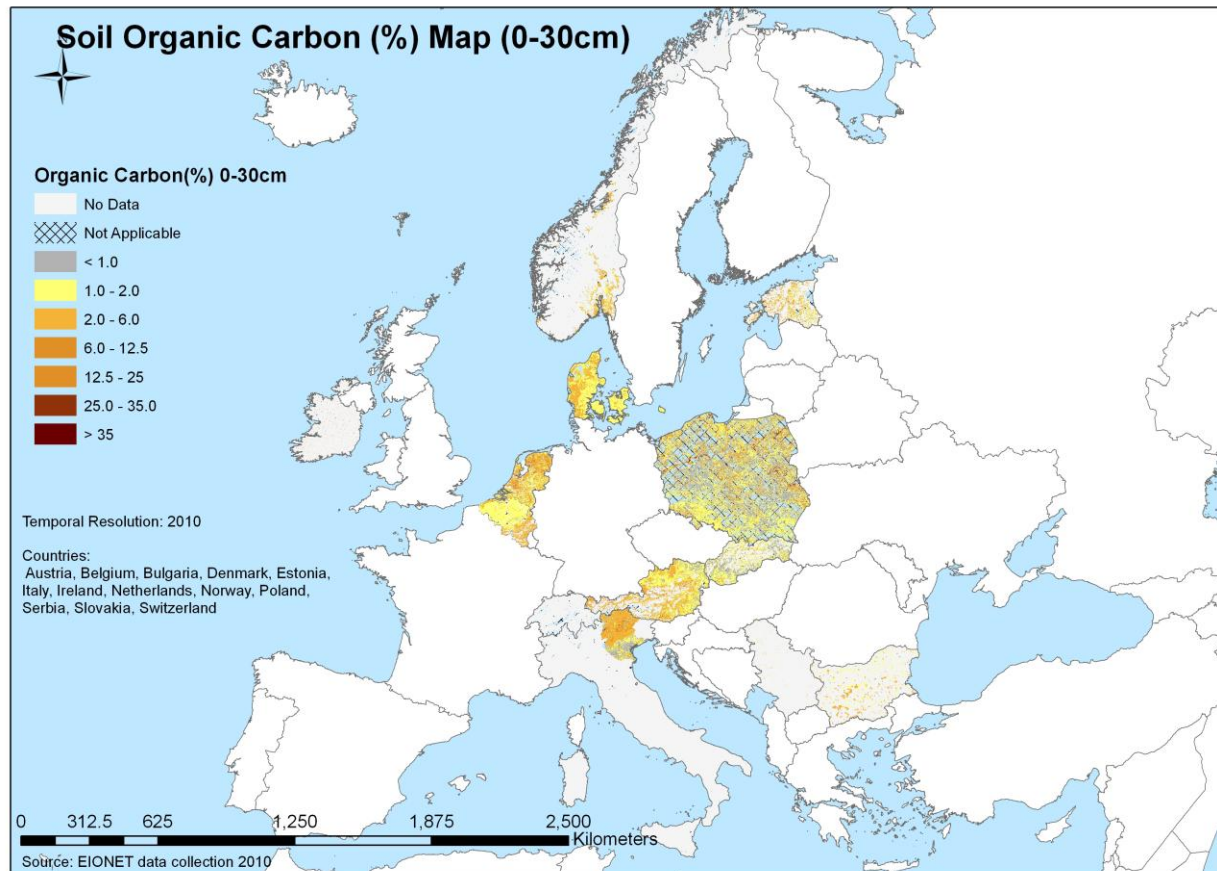 Soil Organic Carbon (%) Map (0-30cm)
Organic Carbon(%) 0-30cm
No Data
Not Applicable
< 1.0
1.0 - 2.0
2.0 - 6.0
6.0 - 12.5
12.5 - 25
25.0 - 35.0
> 35
Temporal Resolution: 2010
Countries:
Austria, Belgium, Bulgaria, Denmark, Estonia,
Italy, Ireland, Netherlands, Norway, Poland,
Serbia, Slovakia, Switzerland
0 312.5 625 1,250 1,875 2,500
Kilometers
Source: EIONET data collection 2010